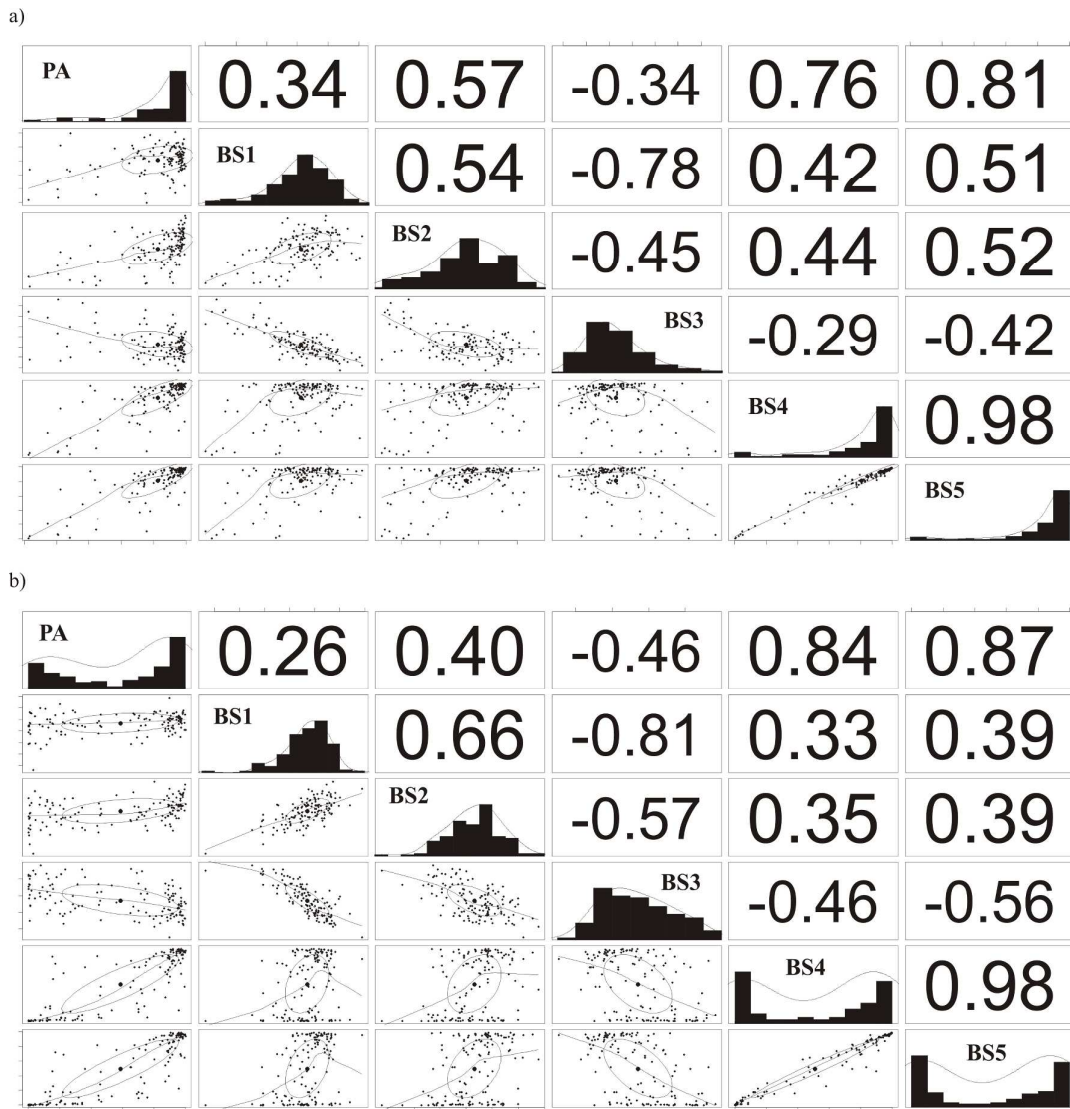 a)
PA 0.34 0.57 -0.34 0.76 0.81
BS1 0.54 -0.78 0.42 0.51
BS2 -0.45 0.44 0.52
BS3 -0.29 -0.42
BS4 0.98
BS5
b)
PA 0.26 0.40 -0.46 0.84 0.87
BS1 0.66 -0.81 0.33 0.39
BS2 -0.57 0.35 0.39
BS3 -0.46 -0.56
BS4 0.98
BS5